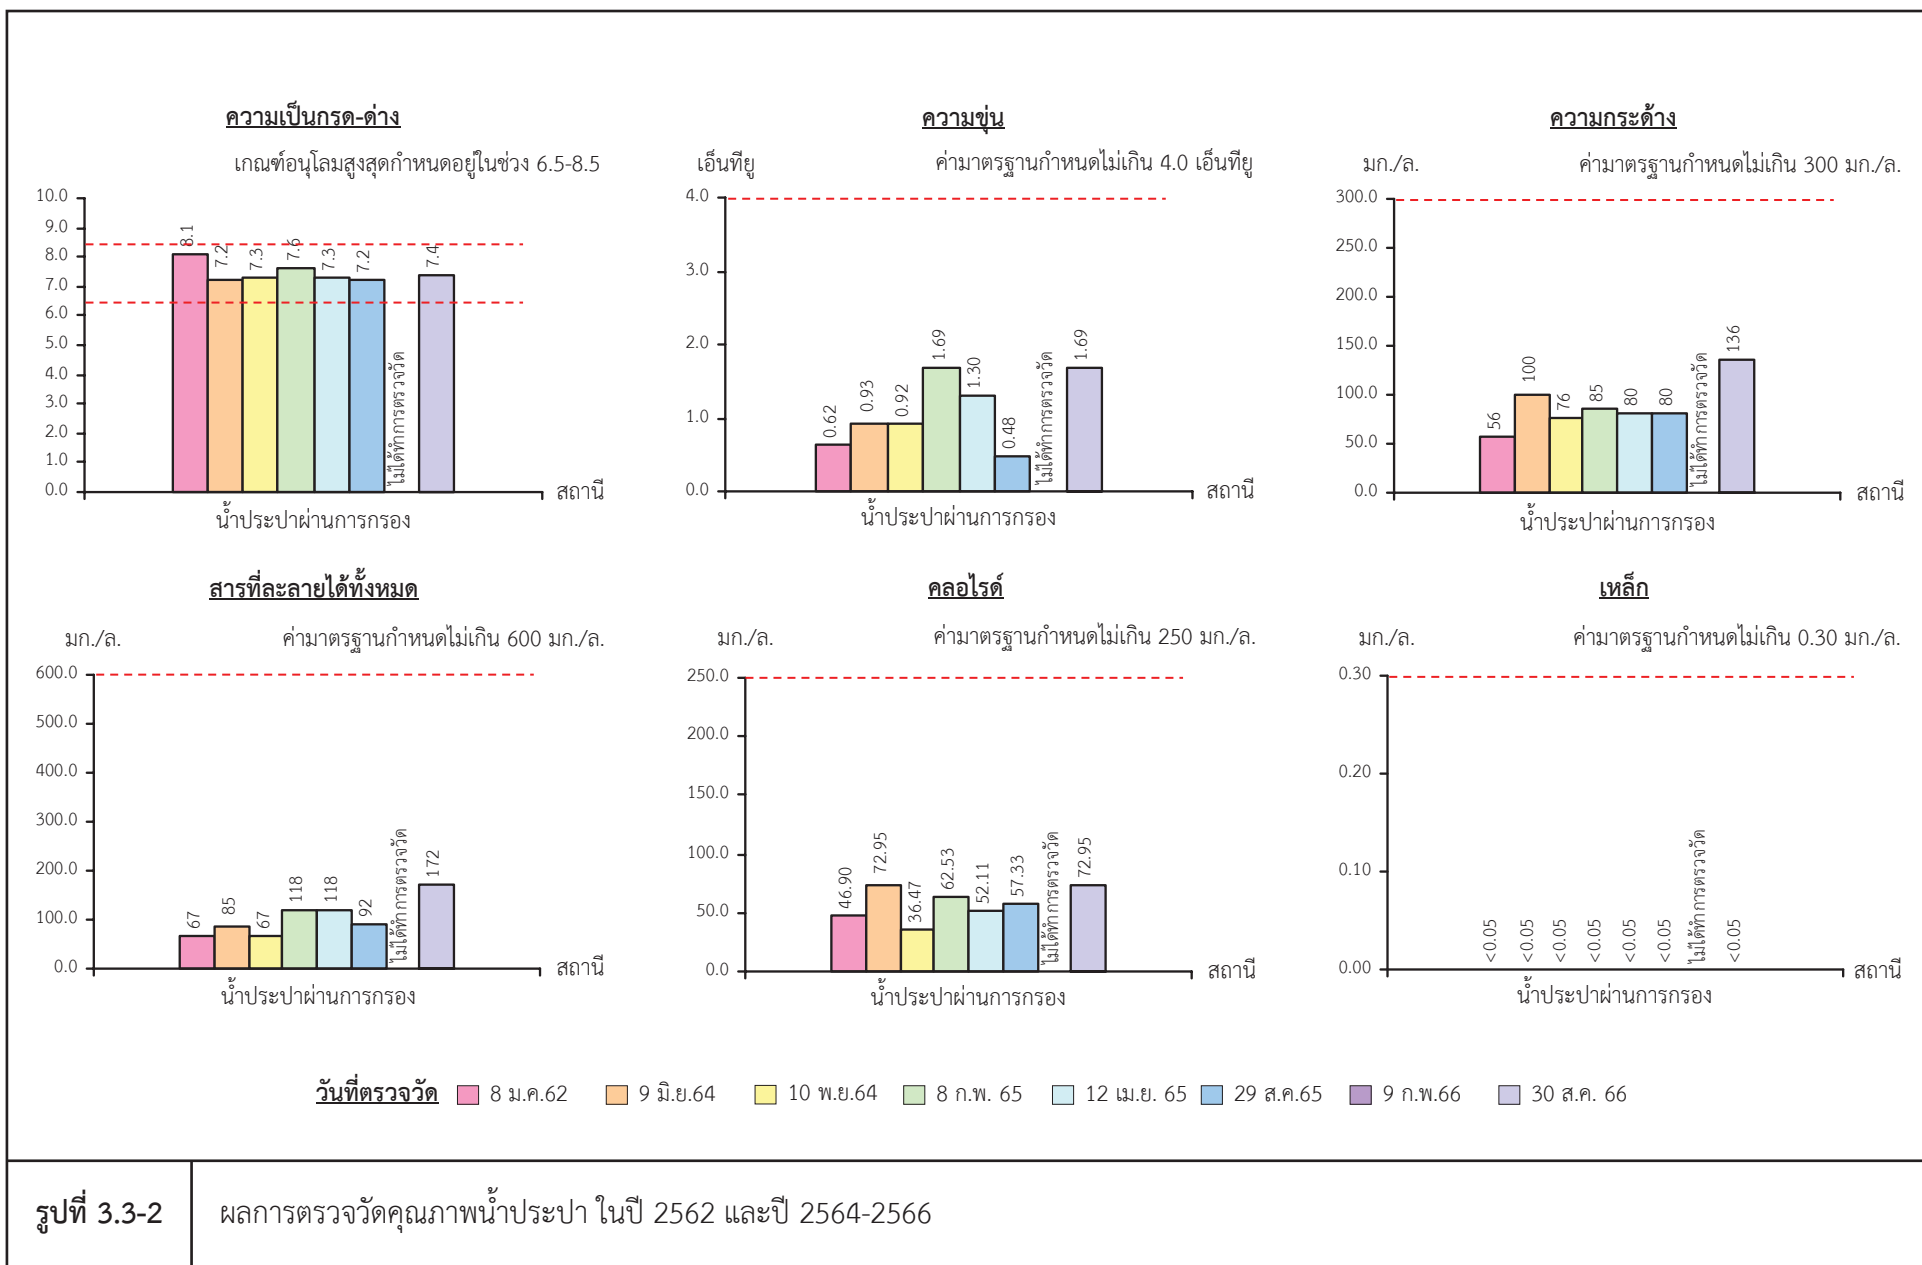 ความเป็นกรด-ด่าง
เกณฑ์อนุโลมสูงสุดกำหนดอยู่ในช่วง 6.5-8.5
10.0
9.0
8.0
7.0
6.0
5.0
4.0
3.0
2.0
1.0
0.0
8.1
7.2
7.3
7.6
7.3
7.2
ไม่ได้ทำการตรวจวัด
7.4
สถานี
น้ำประปาผ่านการกรอง
ความขุ่น
เอ็นทียู
ค่ามาตรฐานกำหนดไม่เกิน 4.0 เอ็นทียู
4.0
3.0
2.0
1.0
0.0
0.62
0.93
0.92
1.69
1.30
0.48
ไม่ได้ทำการตรวจวัด
1.69
สถานี
น้ำประปาผ่านการกรอง
ความกระด้าง
มก./ล.
ค่ามาตรฐานกำหนดไม่เกิน 300 มก./ล.
300.0
250.0
200.0
150.0
100.0
50.0
0.0
56
100
76
85
80
80
ไม่ได้ทำการตรวจวัด
136
สถานี
น้ำประปาผ่านการกรอง
สารที่ละลายได้ทั้งหมด
มก./ล.
ค่ามาตรฐานกำหนดไม่เกิน 600 มก./ล.
600.0
500.0
400.0
300.0
200.0
100.0
0.0
67
85
67
118
118
92
ไม่ได้ทำการตรวจวัด
172
สถานี
น้ำประปาผ่านการกรอง
คลอไรด์
มก./ล.
ค่ามาตรฐานกำหนดไม่เกิน 250 มก./ล.
250.0
200.0
150.0
100.0
50.0
0.0
46.90
72.95
36.47
62.53
52.11
57.33
ไม่ได้ทำการตรวจวัด
72.95
สถานี
น้ำประปาผ่านการกรอง
เหล็ก
มก./ล.
ค่ามาตรฐานกำหนดไม่เกิน 0.30 มก./ล.
0.30
0.20
0.10
0.00
<0.05
<0.05
<0.05
<0.05
<0.05
<0.05
ไม่ได้ทำการตรวจวัด
<0.05
สถานี
น้ำประปาผ่านการกรอง
วันที่ตรวจวัด 8 ม.ค.62 9 มิ.ย.64 10 พ.ย.64 8 ก.พ. 65 12 เม.ย. 65 29 ส.ค.65 9 ก.พ.66 30 ส.ค. 66
รูปที่ 3.3-2 ผลการตรวจวัดคุณภาพน้ำประปา ในปี 2562 และปี 2564-2566